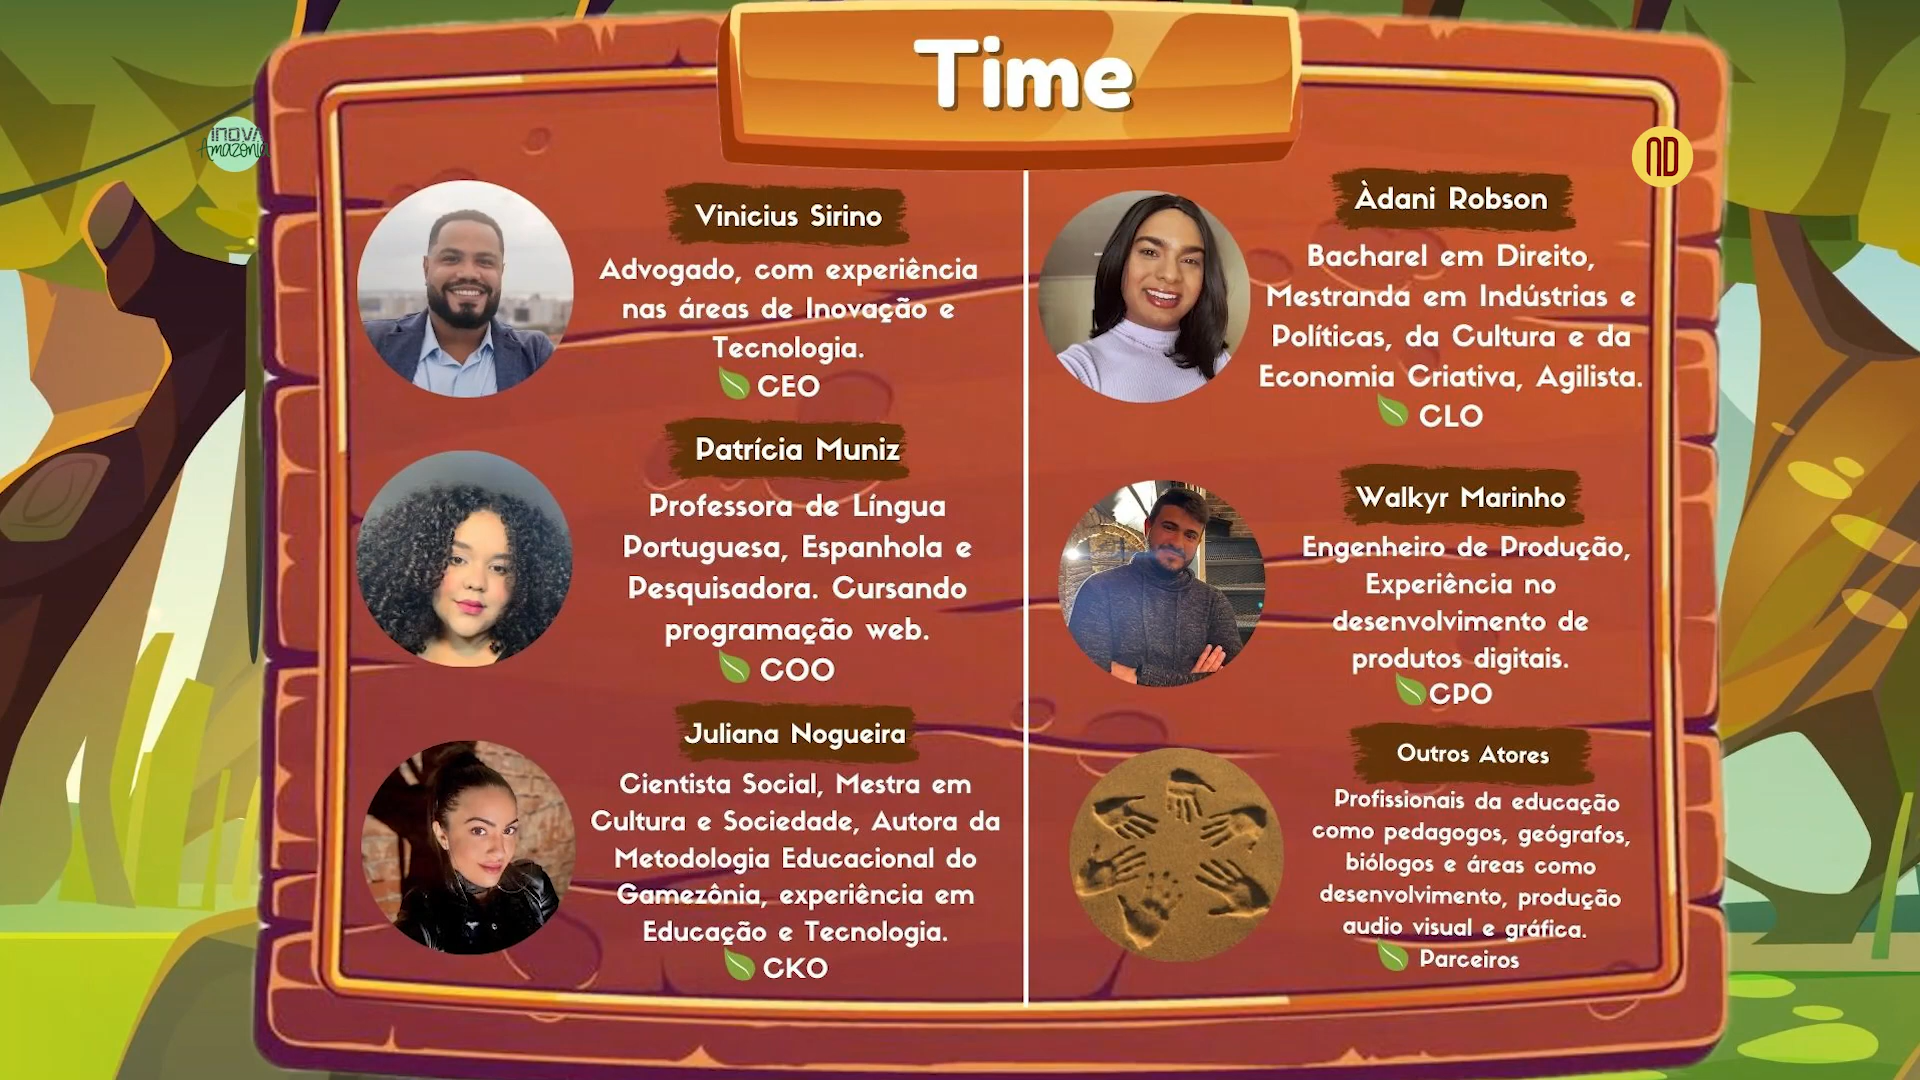 Time
INOVA
Amazônia
ND
Vinicius Sirino
Advogado, com experiência
nas áreas de Inovação e
Tecnologia.
CEO
Patrícia Muniz
Professora de Língua
Portuguesa, Espanhola e
Pesquisadora. Cursando
programação web.
COO
Juliana Nogueira
Cientista Social, Mestra em
Cultura e Sociedade, Autora da
Metodologia Educacional do
Gamezônia, experiência em
Educação e Tecnologia.
CKO
Àdani Robson
Bacharel em Direito,
Mestranda em Indústrias e
Políticas, da Cultura e da
Economia Criativa, Agilista.
CLO
Walkyr Marinho
Engenheiro de Produção,
Experiência no
desenvolvimento de
produtos digitais.
CPO
Outros Atores
Profissionais da educação
como pedagogos, geógrafos,
biólogos e áreas como
desenvolvimento, produção
audio visual e gráfica.
Parceiros